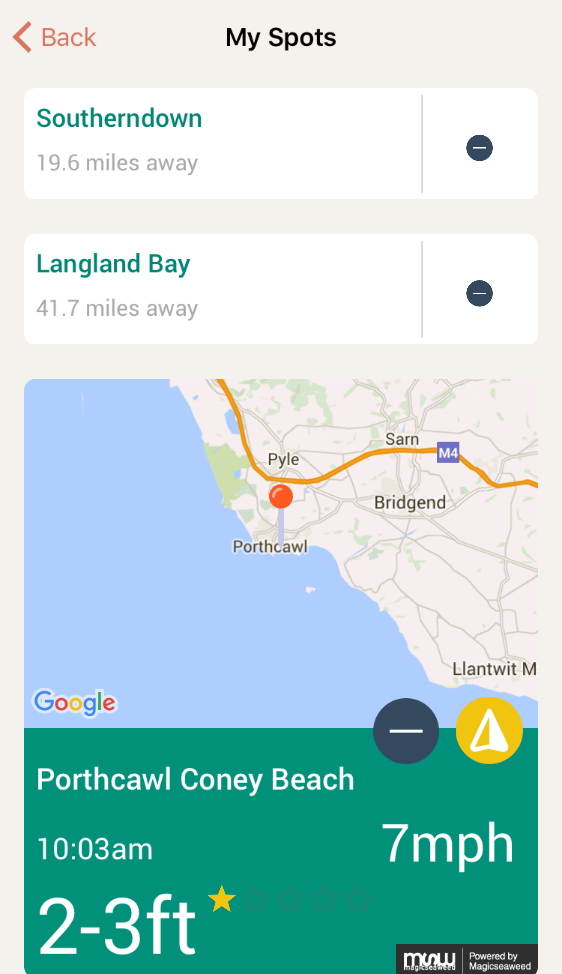 Back
My Spots
Southerndown
19.6 miles away
Langland Bay
41.7 miles away
Sarn
M4
Pyle
Bridgend
Porthcawl
Llantwit M
Google
Porthcawl Coney Beach
10:03am
7mph
2-3ft
msw
magicseaweed
Powered by
Magicseaweed